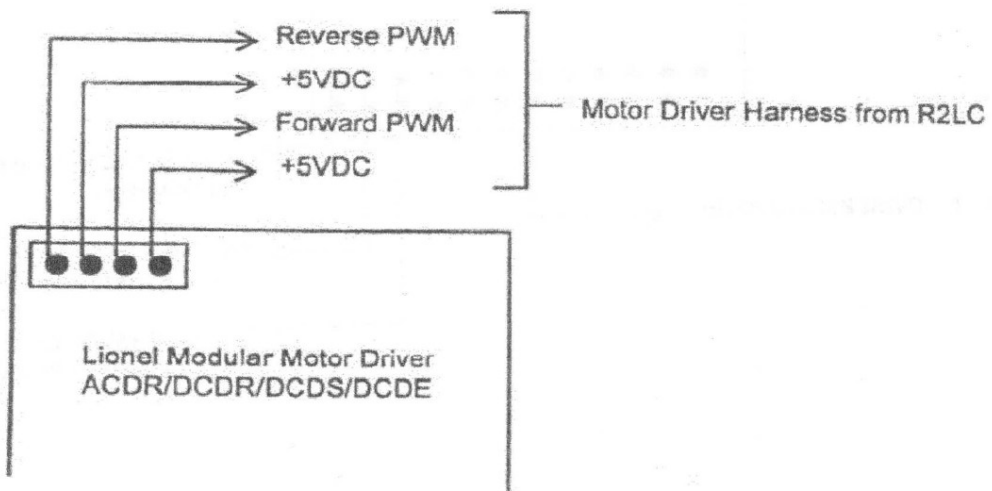 Reverse PWM
+5VDC
Forward PWM
+5VDC
Motor Driver Harness from R2LC
Lionel Modular Motor Driver
ACDR/DCDR/DCDS/DCDE